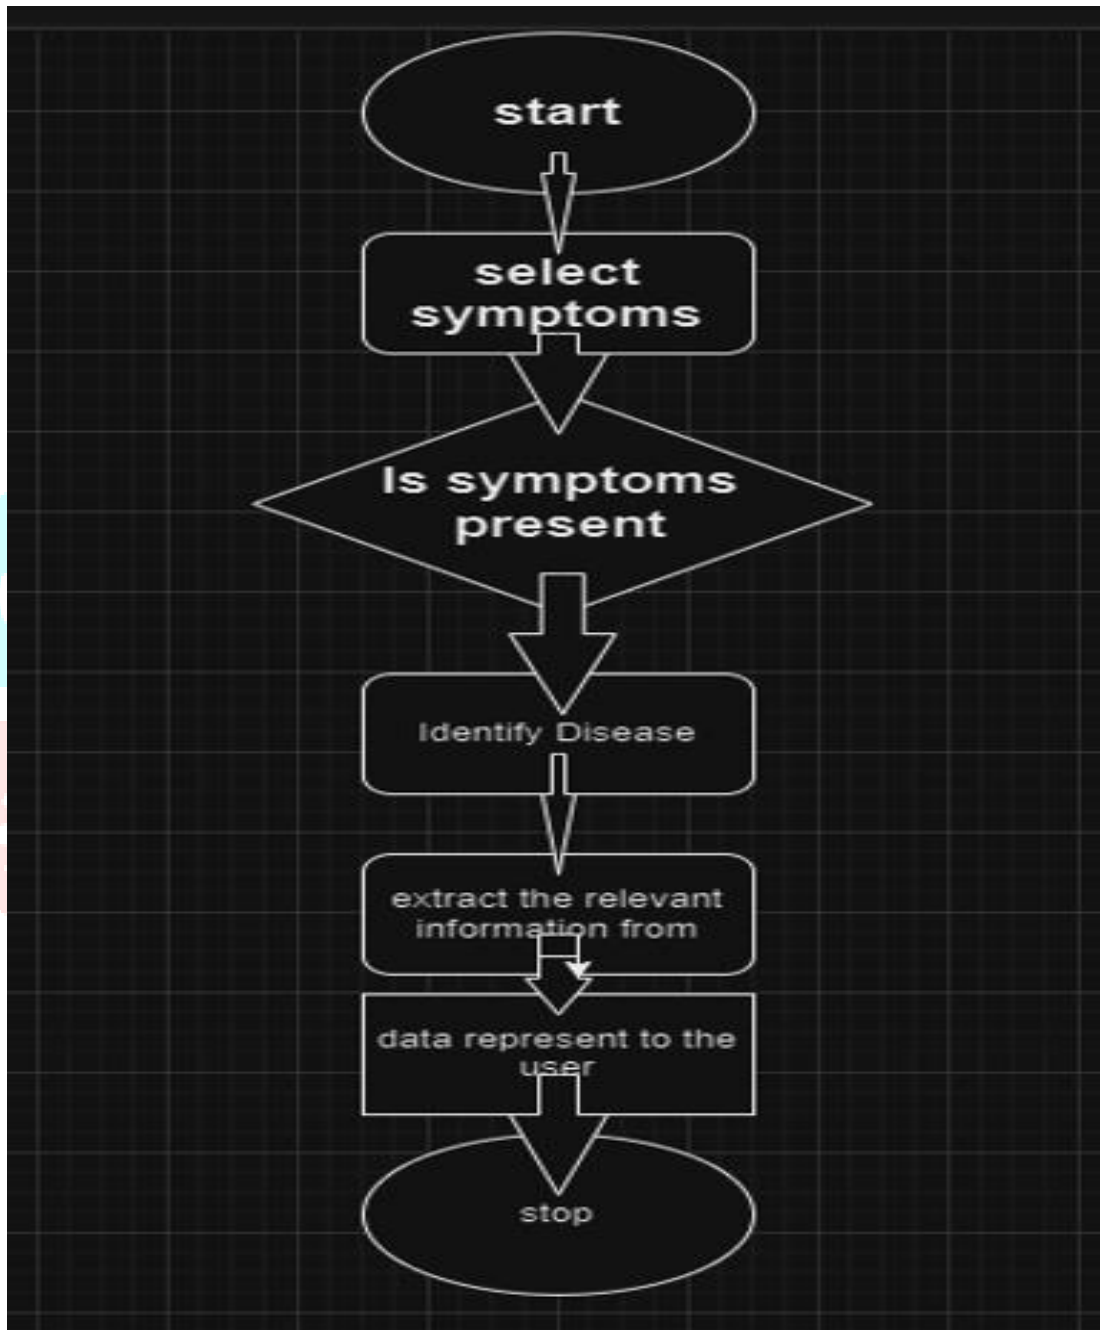 start
select
symptoms
Is symptoms
present
Identify Disease
extract the relevant
information from
data represent to the
user
stop